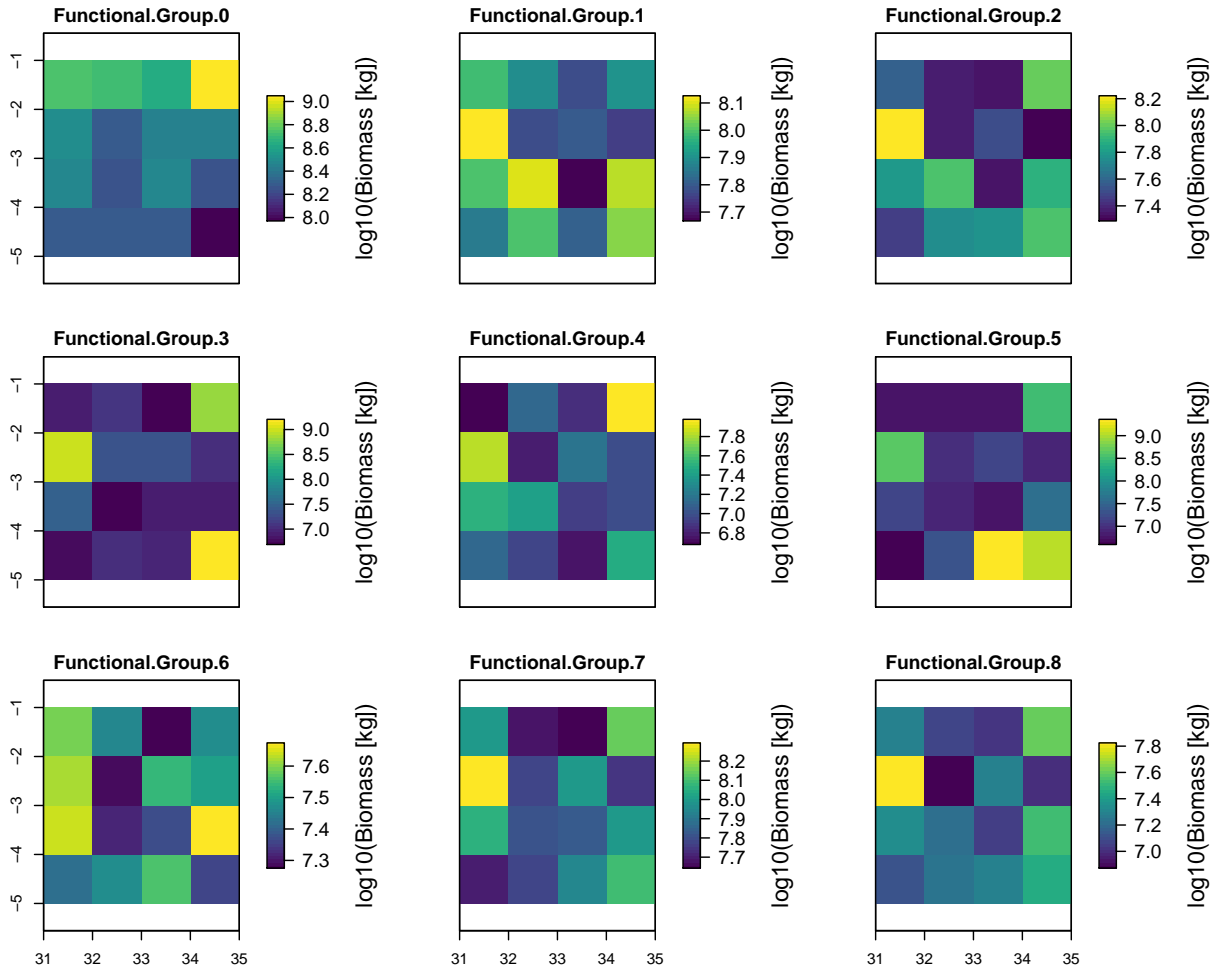 Functional.Group.0
Functional.Group.1
Functional.Group.2
-1
-2
-3
-4
-5
9.0
8.8
8.6
8.4
8.2
8.0
log10(Biomass [kg])
8.1
8.0
7.9
7.8
7.7
log10(Biomass [kg])
8.2
8.0
7.8
7.6
7.4
log10(Biomass [kg])
Functional.Group.3
Functional.Group.4
Functional.Group.5
-1
-2
-3
-4
-5
9.0
8.5
8.0
7.5
7.0
log10(Biomass [kg])
7.8
7.6
7.4
7.2
7.0
6.8
log10(Biomass [kg])
9.0
8.5
8.0
7.5
7.0
log10(Biomass [kg])
Functional.Group.6
Functional.Group.7
Functional.Group.8
-1
-2
-3
-4
-5
7.6
7.5
7.4
7.3
log10(Biomass [kg])
8.2
8.1
8.0
7.9
7.8
7.7
log10(Biomass [kg])
7.8
7.6
7.4
7.2
7.0
log10(Biomass [kg])
31 32 33 34 35
31 32 33 34 35
31 32 33 34 35